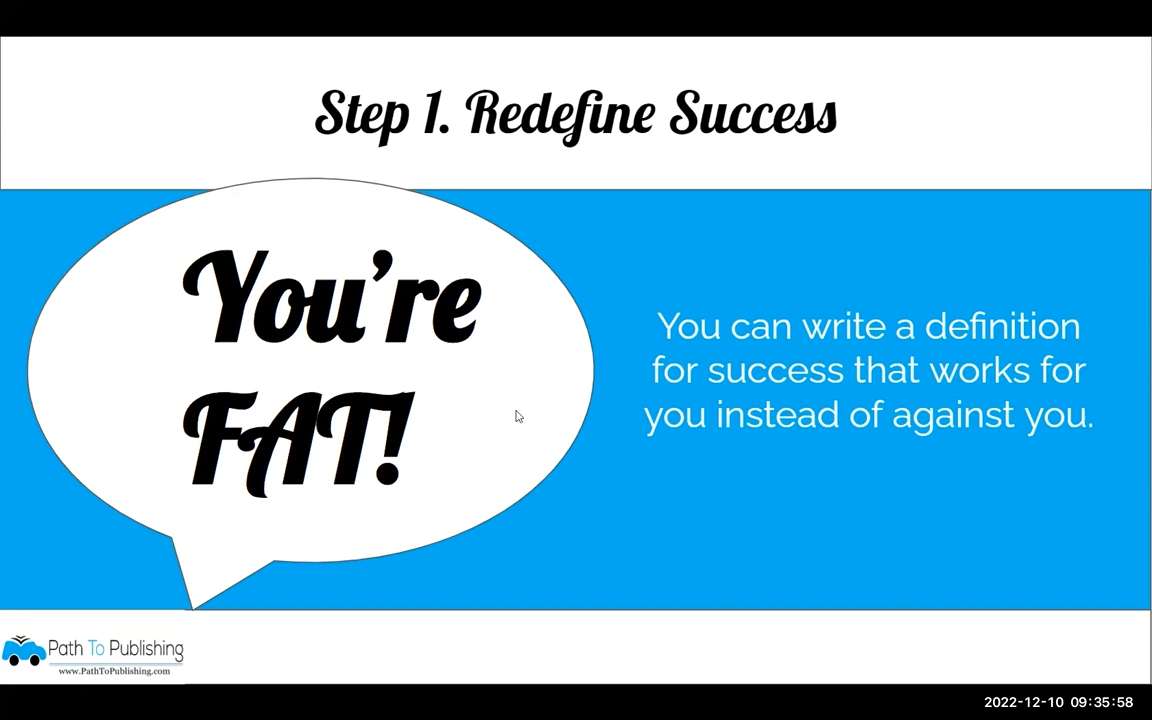 Step 1. Redefine Success
You're
FAT!
You can write a definition
for success that works for
you instead of against you.
Path To Publishing
www.PathToPublishing.com
2022-12-10 09:35:58